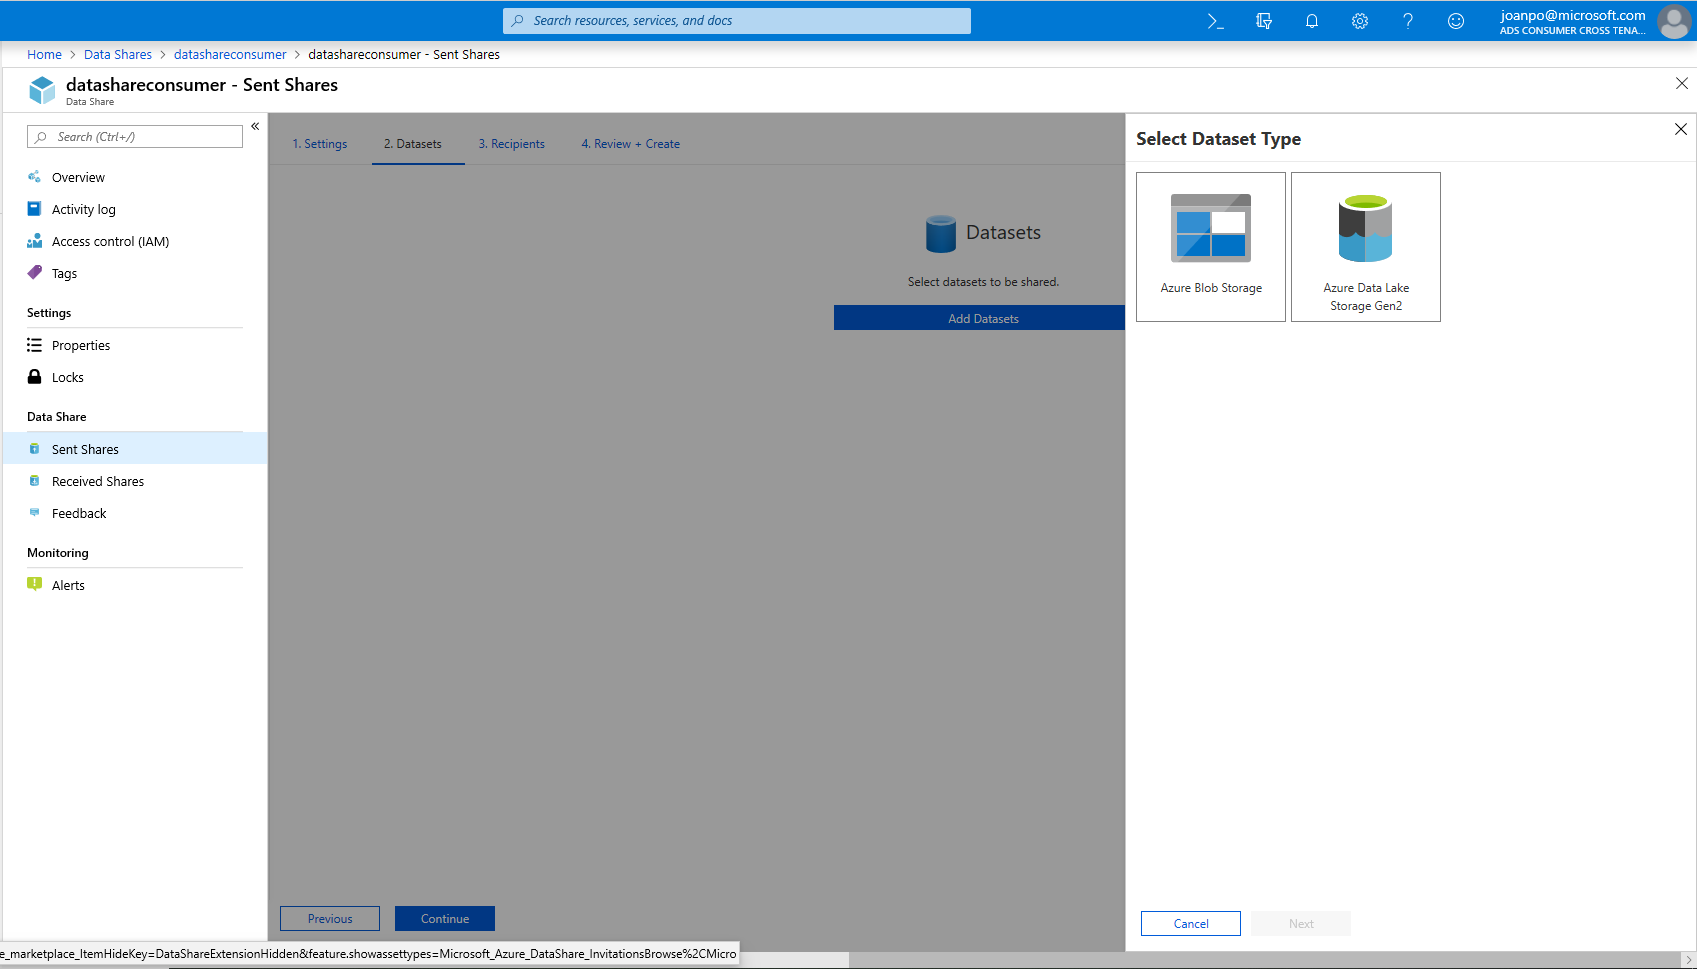 Search resources, services, and docs
joanpo@microsoft.com
ADS CONSUMER CROSS TENA...
Home > Data Shares > datashareconsumer > datashareconsumer - Sent Shares
datashareconsumer - Sent Shares
Data Share
Search (Ctrl+/)
Overview
Activity log
Access control (IAM)
Tags
Settings
Properties
Locks
Data Share
Sent Shares
Received Shares
Feedback
Monitoring
Alerts
1. Settings
2. Datasets
3. Recipients
4. Review + Create
Datasets
Select datasets to be shared.
Add Datasets
Previous
Continue
Select Dataset Type
Azure Blob Storage
Azure Data Lake
Storage Gen2
Cancel
Next
e_marketplace_ItemHideKey=DataShareExtensionHidden&feature.showassettypes=Microsoft_Azure_DataShare_InvitationsBrowse%2CMicro